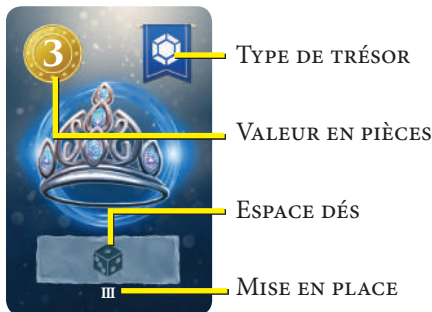 3
Type de trésor
Valeur en pièces
Espace dés
III
Mise en place